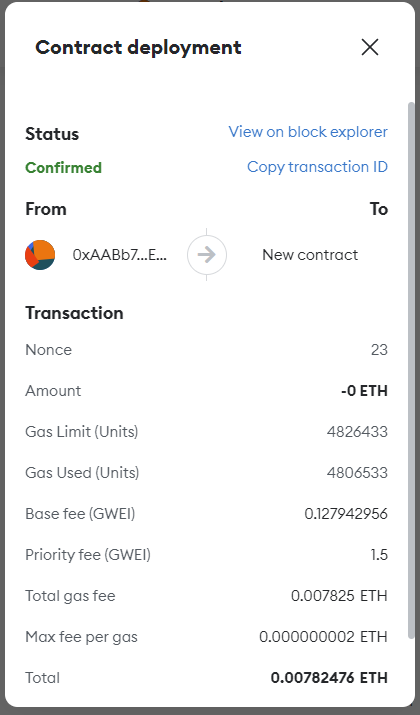 Contract deployment
Status
View on block explorer
Confirmed
Copy transaction ID
From
To
0xAABb7...E...
New contract
Transaction
Nonce
23
Amount
-0 ETH
Gas Limit (Units)
4826433
Gas Used (Units)
4806533
Base fee (GWEI)
0.127942956
Priority fee (GWEI)
1.5
Total gas fee
0.007825 ETH
Max fee per gas
0.000000002 ETH
Total
0.00782476 ETH